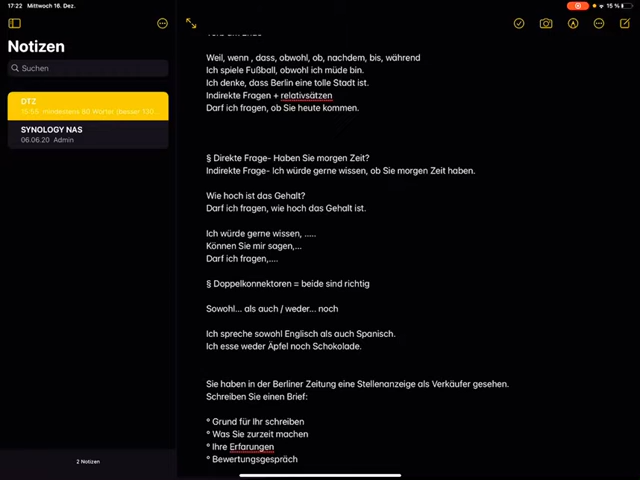 17:22 Mittwoch 16. Dez.
15 %
Notizen
Suchen
DTZ
15:55 mindestens 80 Wörter (besser 130...
SYNOLOGY NAS
06.06.20 Admin
2 Notizen
Weil, wenn , dass, obwohl, ob, nachdem, bis, während
Ich spiele Fußball, obwohl ich müde bin.
Ich denke, dass Berlin eine tolle Stadt ist.
Indirekte Fragen + relativsätzen
Darf ich fragen, ob Sie heute kommen.
§ Direkte Frage- Haben Sie morgen Zeit?
Indirekte Frage- Ich würde gerne wissen, ob Sie morgen Zeit haben.
Wie hoch ist das Gehalt?
Darf ich fragen, wie hoch das Gehalt ist.
Ich würde gerne wissen, .....
Können Sie mir sagen,...
Darf ich fragen,....
§ Doppelkonnektoren = beide sind richtig
Sowohl... als auch / weder... noch
Ich spreche sowohl Englisch als auch Spanisch.
Ich esse weder Äpfel noch Schokolade.
Sie haben in der Berliner Zeitung eine Stellenanzeige als Verkäufer gesehen.
Schreiben Sie einen Brief:
° Grund für Ihr schreiben
° Was Sie zurzeit machen
° Ihre Erfarungen
° Bewertungsgespräch